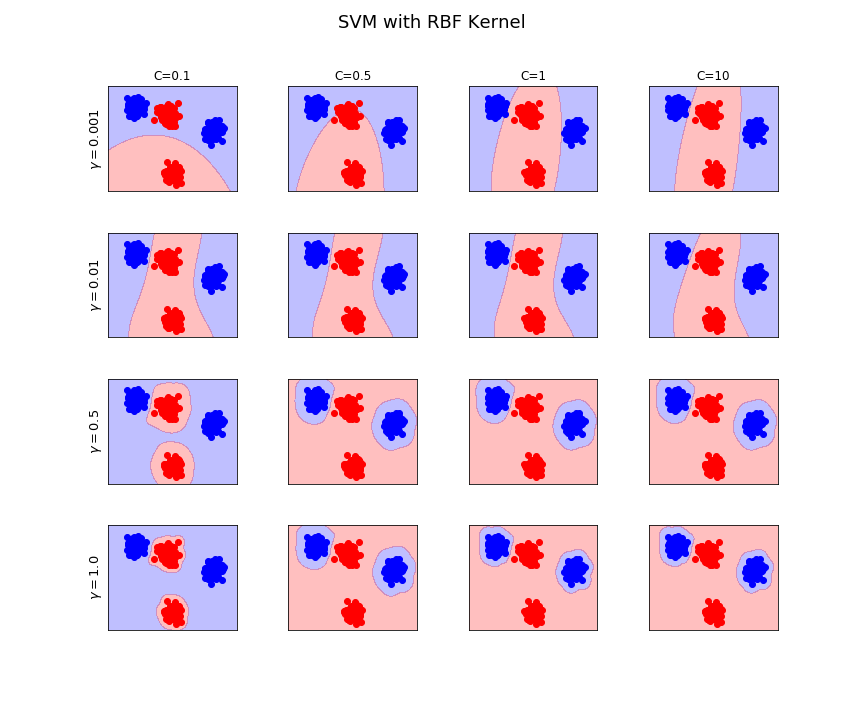 SVM with RBF Kernel
C=0.1
C=0.5
C=1
C=10
γ = 0.001
γ = 0.01
γ = 0.5
γ = 1.0